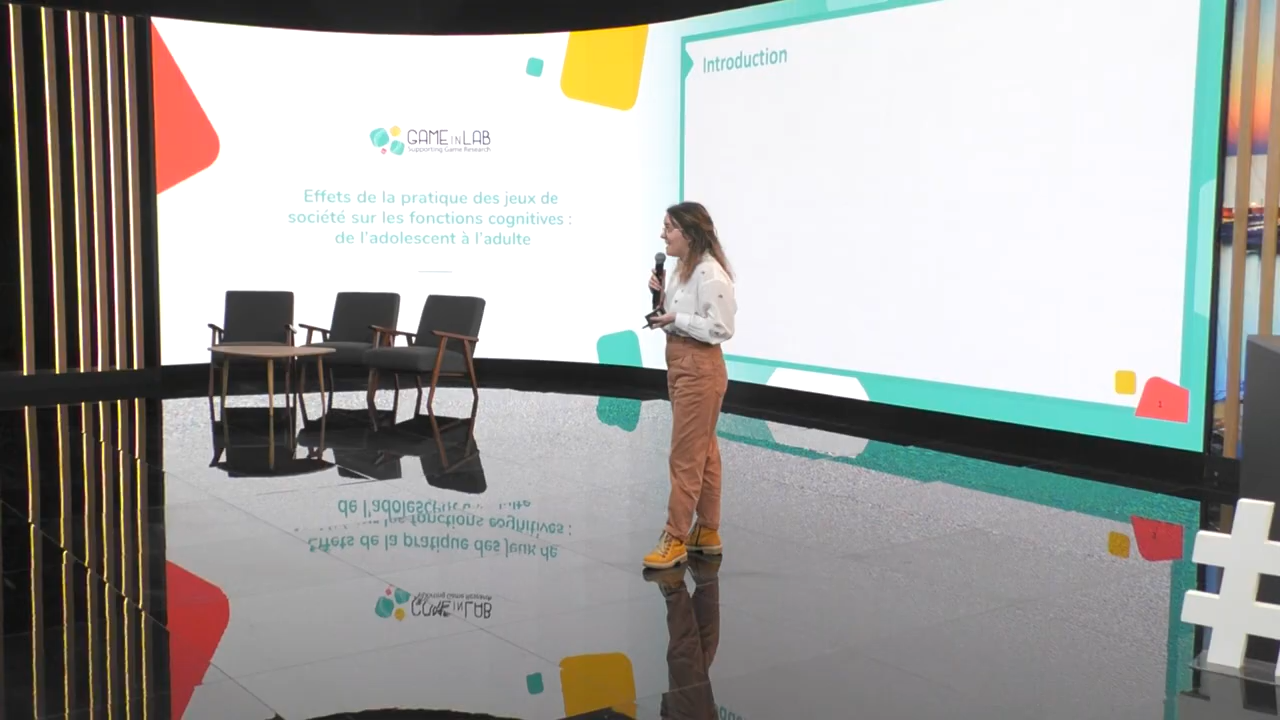 GAME IN LAB
Supporting Game Research
Effets de la pratique des jeux de
société sur les fonctions cognitives :
de l'adolescent à l'adulte
Introduction
1
#